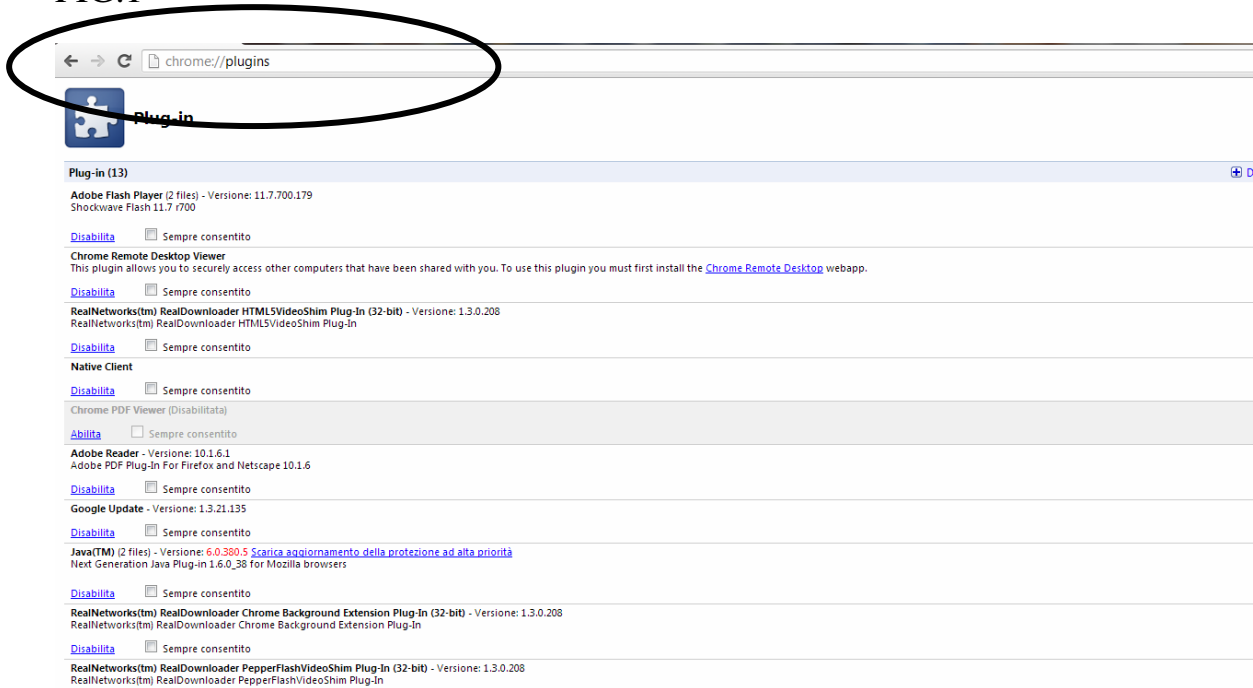 FIG.1
chrome://plugins
Plug-in
Plug-in (13)
D
Adobe Flash Player (2 files) - Versione: 11.7.700.179
Shockwave Flash 11.7 r700
Disabilita Sempre consentito
Chrome Remote Desktop Viewer
This plugin allows you to securely access other computers that have been shared with you. To use this plugin you must first install the Chrome Remote Desktop webapp.
Disabilita Sempre consentito
RealNetworks(tm) RealDownloader HTML5VideoShim Plug-In (32-bit) - Versione: 1.3.0.208
RealNetworks(tm) RealDownloader HTML5VideoShim Plug-In
Disabilita Sempre consentito
Native Client
Disabilita Sempre consentito
Chrome PDF Viewer (Disabilitata)
Abilita Sempre consentito
Adobe Reader - Versione: 10.1.6.1
Adobe PDF Plug-In For Firefox and Netscape 10.1.6
Disabilita Sempre consentito
Google Update - Versione: 1.3.21.135
Disabilita Sempre consentito
Java(TM) (2 files) - Versione: 6.0.380.5 Scarica aggiornamento della protezione ad alta priorità
Next Generation Java Plug-in 1.6.0_38 for Mozilla browsers
Disabilita Sempre consentito
RealNetworks(tm) RealDownloader Chrome Background Extension Plug-In (32-bit) - Versione: 1.3.0.208
RealNetworks(tm) RealDownloader Chrome Background Extension Plug-In
Disabilita Sempre consentito
RealNetworks(tm) RealDownloader PepperFlashVideoShim Plug-In (32-bit) - Versione: 1.3.0.208
RealNetworks(tm) RealDownloader PepperFlashVideoShim Plug-In